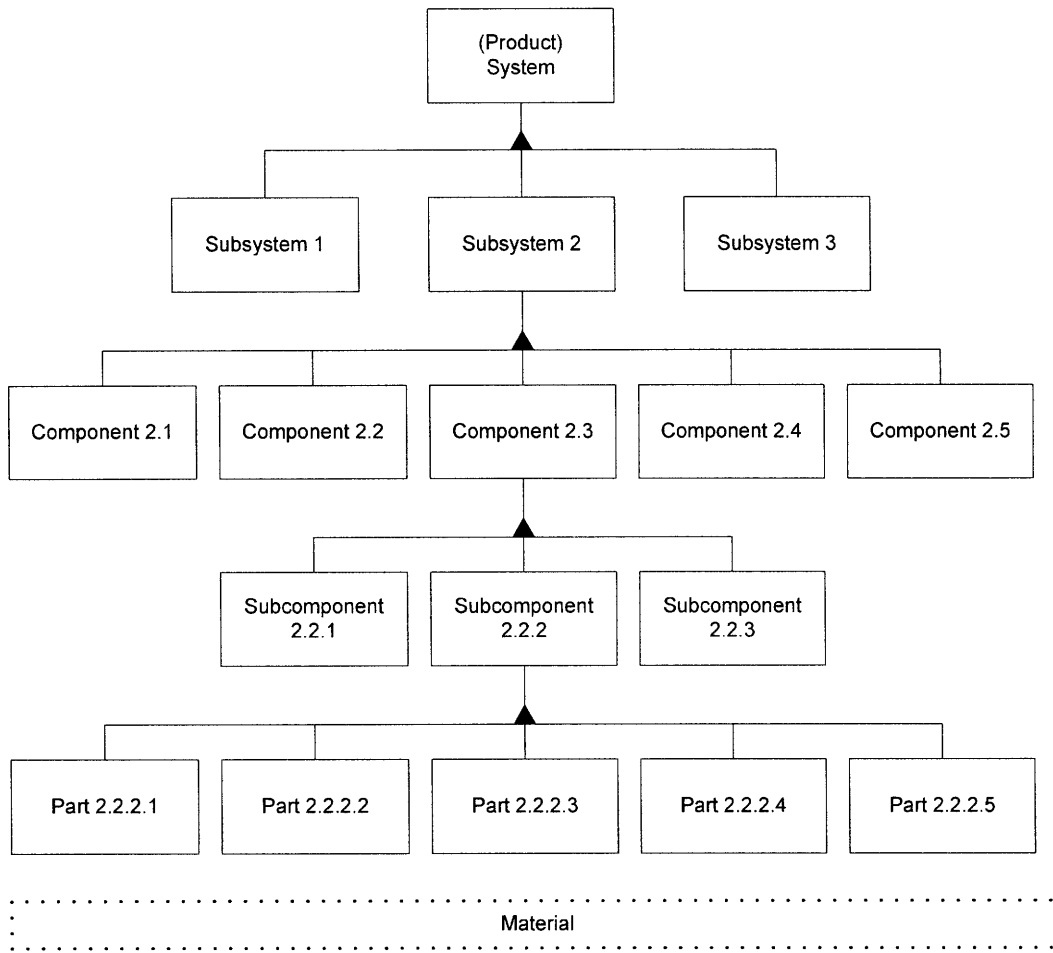 (Product)
System
Subsystem 1
Subsystem 2
Subsystem 3
Component 2.1
Component 2.2
Component 2.3
Component 2.4
Component 2.5
Subcomponent
2.2.1
Subcomponent
2.2.2
Subcomponent
2.2.3
Part 2.2.2.1
Part 2.2.2.2
Part 2.2.2.3
Part 2.2.2.4
Part 2.2.2.5
Material